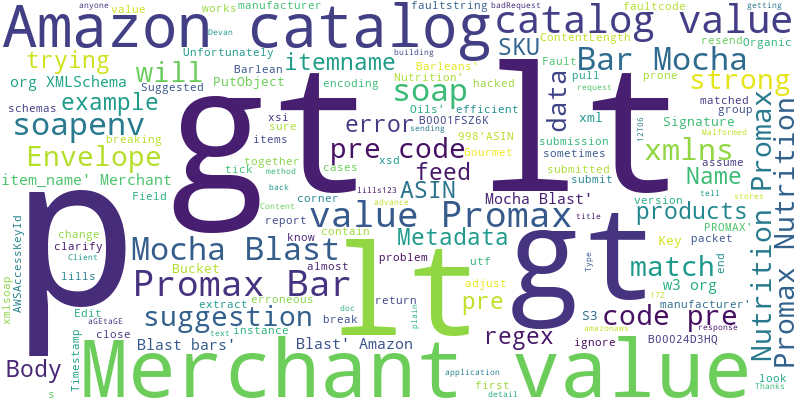 Amazon catalog
catalog value
anyone
value
works
manufacturer
faultstring
badRequest
faultcode
getting
Unfortunately
Devan
building
ContentLength
resend
Organic
trying
will
itemname
SKU
Bar Mocha
Barlean
Barleans'
Fault
pull
prone
org XMLSchema
Suggested
PutObject
Nutrition'
hacked
strong
schemas
example
encoding
soap
Oils'
efficient
data
request
matched
group
soapenv
xsi
sure
error
B0001FSZ6K
xml
12TD6
Signature
Malformed
breaking
items
pre code
sending
998'ASIN
submission
sometimes
xmlns
assume
Envelope
tick
together
cases
xsd
feed
Gourmet
submitted
submit
Name
tell
stores
item_name' Merchant
Field
method
back
corner
lills123
ASIN
Mocha Blast'
version
products
PROMAX'
p
gt
lt
gt
lt
AWSAccessKeyId
change
clarify
Client
report
Content
know
contain
value Promax
advance
title
Metadata
Key
packet
end
Mocha Blast
almost
problem
utf
match
Nutrition Promax
Promax Nutrition
xmlsoap
lills
Bucket
extract
erroneous
Promax Bar
return
pre
adjust
Type
w3 org
manufacturer'
172
Edit
aGEtaGE
instance
break
doc
suggestion
plain
regex
S3
code pre
amazonaws
response
Timestamp
close
Blast bars'
text
Blast' Amazon
ignore
B00024D3HQ
Body
s
Merchant value
application
first
detail
look
Thanks